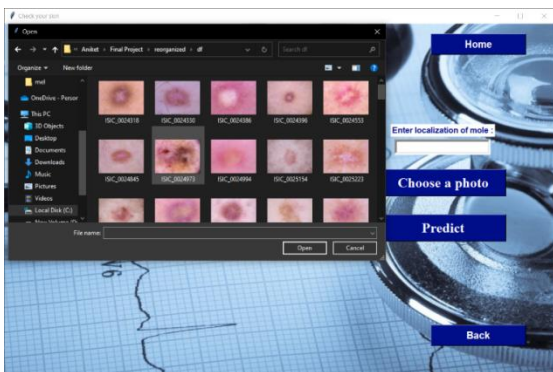 Check your skin
Open
Aniket › Final Project › reorganized › df
Search df
Organize New folder
mel
OneDrive - Person
This PC
3D Objects
Desktop
Documents
Downloads
Music
Pictures
Videos
Local Disk (C:)
ISIC_0024318 ISIC_0024330 ISIC_0024386 ISIC_0024396 ISIC_0024553
ISIC_0024845 ISIC_0024973 ISIC_0024994 ISIC_0025154 ISIC_0025223
File name:
Open Cancel
Home
Enter localization of mole :
Choose a photo
Predict
Back
V6